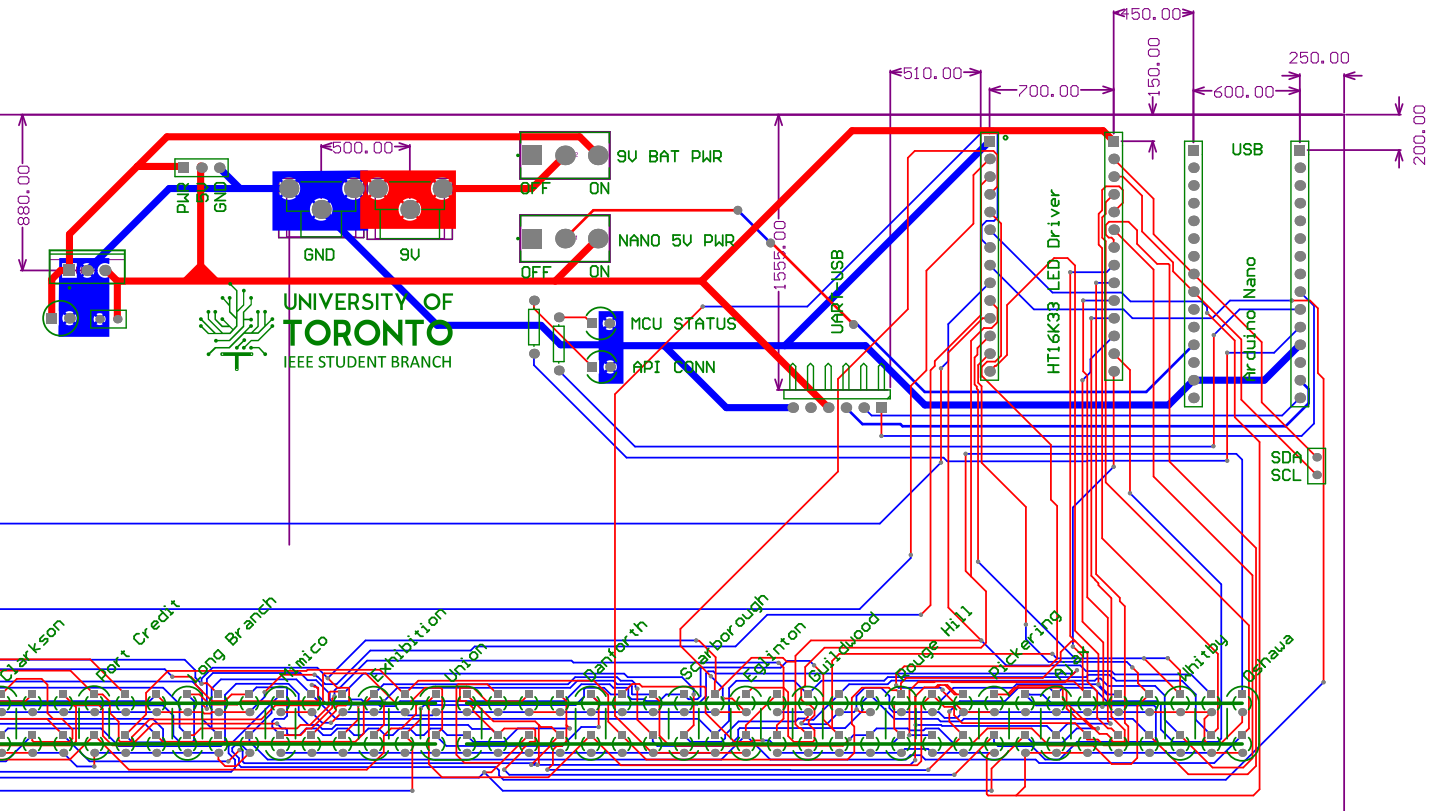 450.00
150.00
250.00
510.00
700.00
600.00
200.00
500.00
9V BAT PWR
OFF
ON
USB
880.00
PWR
GND
NANO 5V PWR
OFF
ON
GND
9V
1555.00
UART-USB
HT16K33 LED Driver
Arduino Nano
UNIVERSITY OF
TORONTO
IEEE STUDENT BRANCH
MCU STATUS
API CONN
SDA
SCL
Clarkson
Port Credit
Long Branch
Mimico
Exhibition
Union
Danforth
Scarborough
Eglinton
Guildwood
Rouge Hill
Pickering
Ajax
Whitby
Oshawa